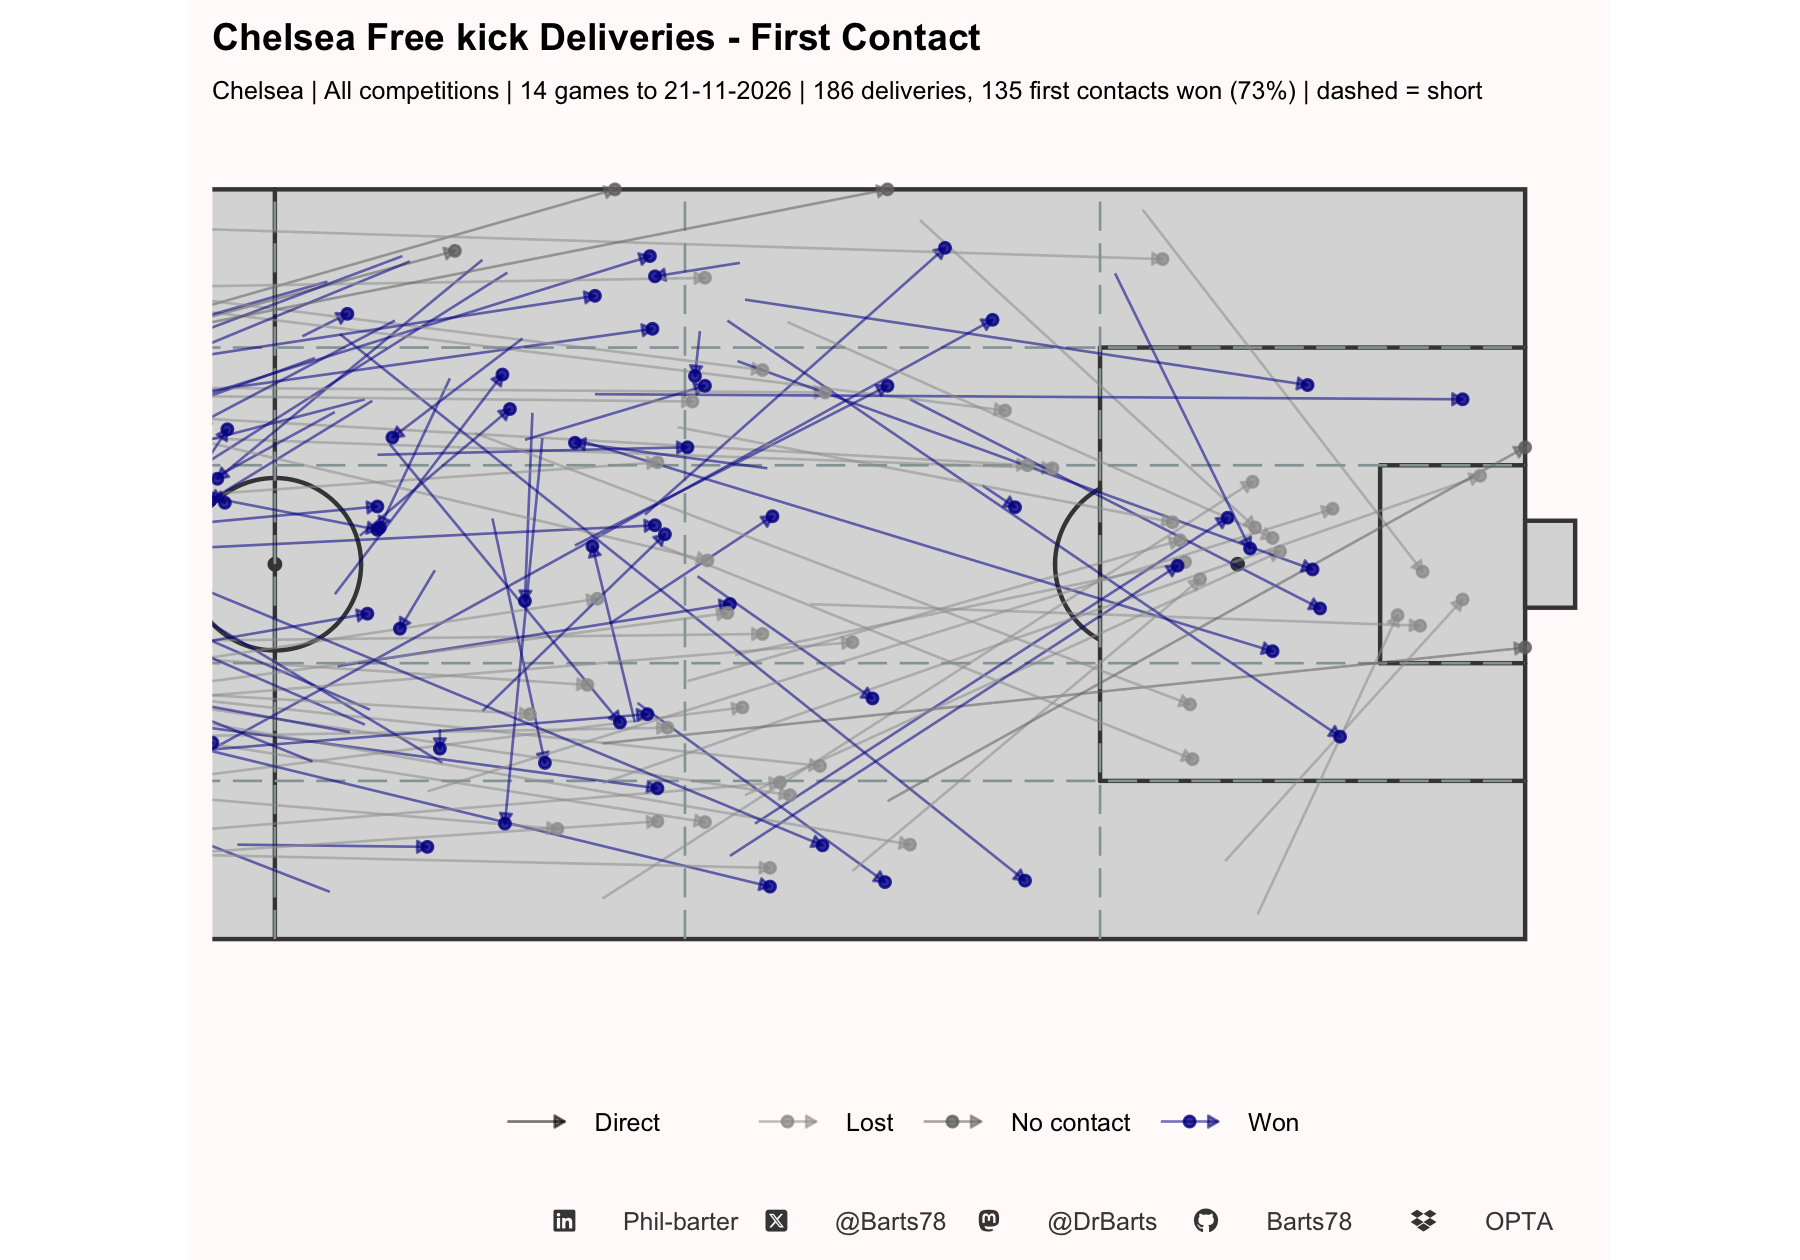 Chelsea Free kick Deliveries - First Contact
Chelsea | All competitions | 14 games to 21-11-2026 | 186 deliveries, 135 first contacts won (73%) | dashed = short
Direct Lost No contact Won
Phil-barter @Barts78 @DrBarts Barts78 OPTA